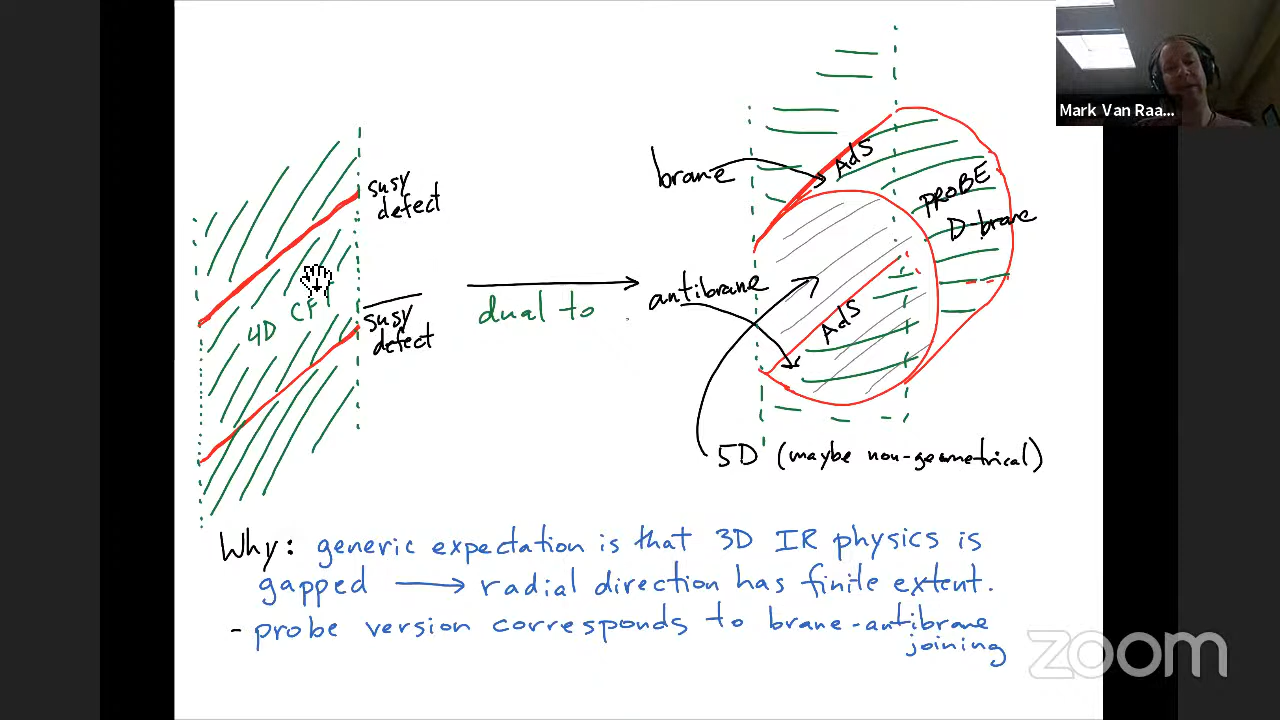 Mark Van Raa...
susy
defect
4D CFT
susy
defect
dual to
brane
AdS
PROBE
D-brane
antibrane
AdS
5D (maybe non-geometrical)
Why: generic expectation is that 3D IR physics is
gapped → radial direction has finite extent.
- probe version corresponds to brane-antibrane
joining
zoom